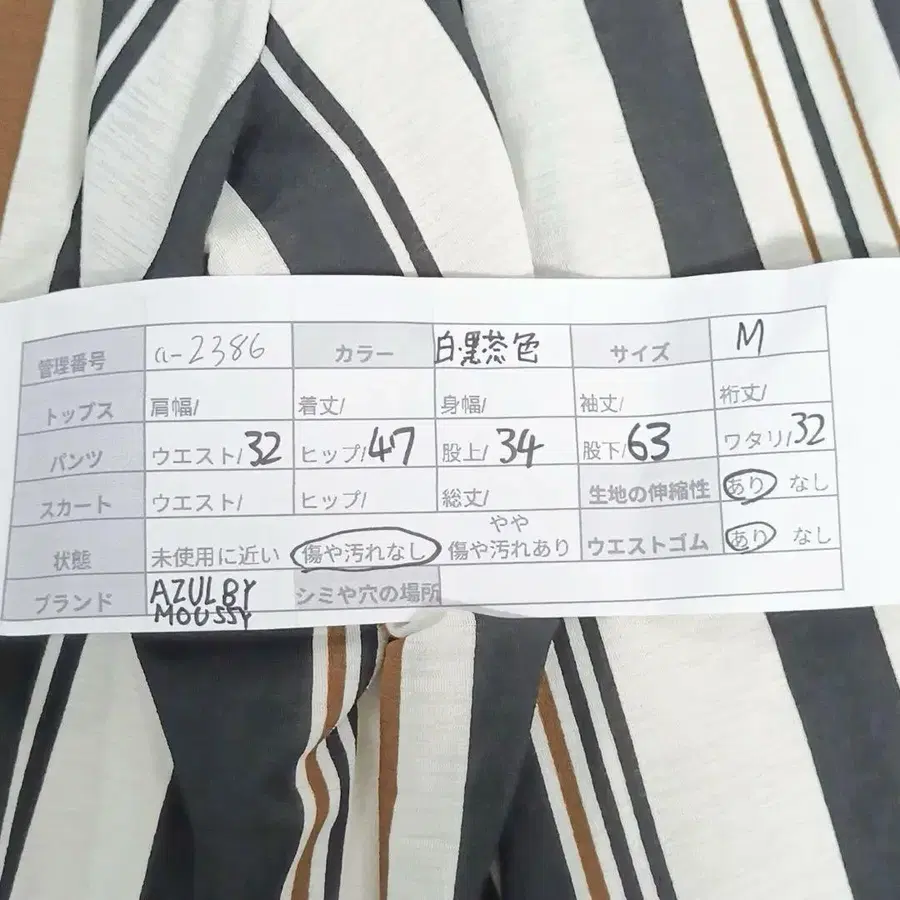 管理番号 a-2386 カラー 白・黒茶色 サイズ M
トップス 肩幅/ 着丈/ 身幅/ 袖丈/ 裄丈/
パンツ ウエスト/32 ヒップ/47 股上/34 股下/63 ワタリ/32
スカート ウエスト/ ヒップ/ 総丈/ 生地の伸縮性 あり なし
やや
状態 未使用に近い 傷や汚れなし 傷や汚れあり ウエストゴム あり なし
ブランド AZUL BY シミや穴の場所
MOUSSY